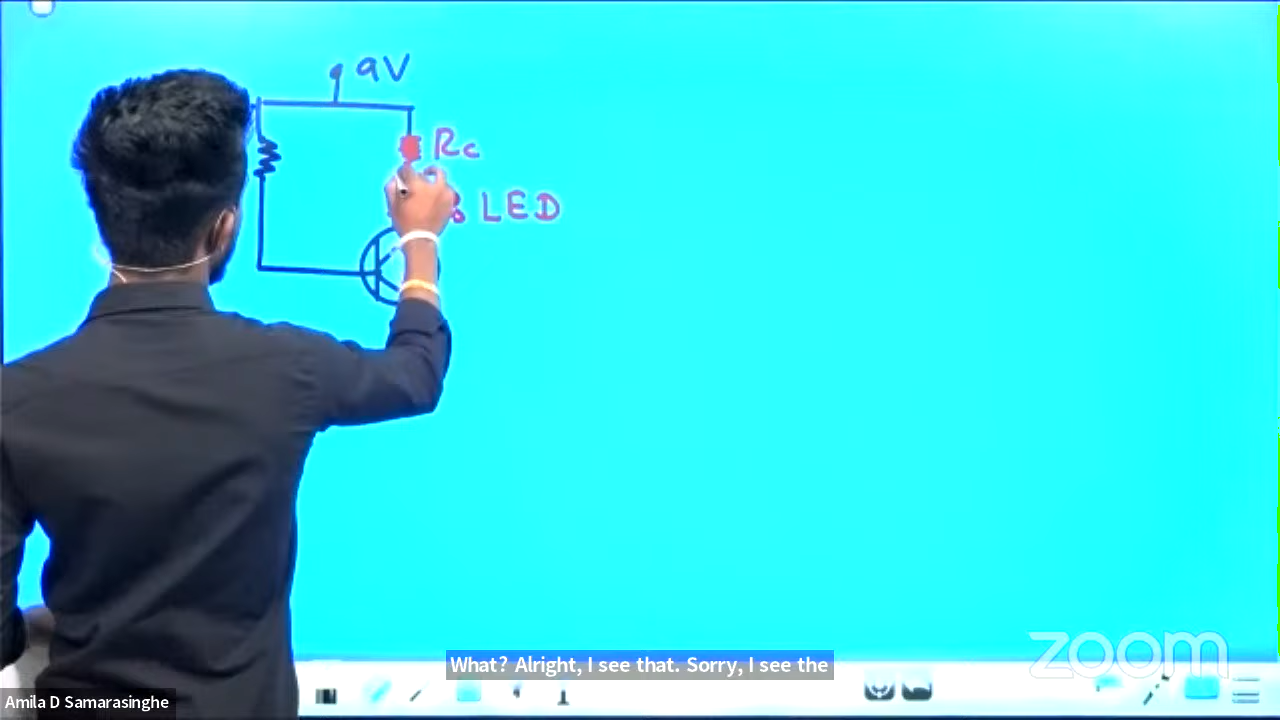 9V
Rc
LED
zoom
What? Alright, I see that. Sorry, I see the
Amila D Samarasinghe